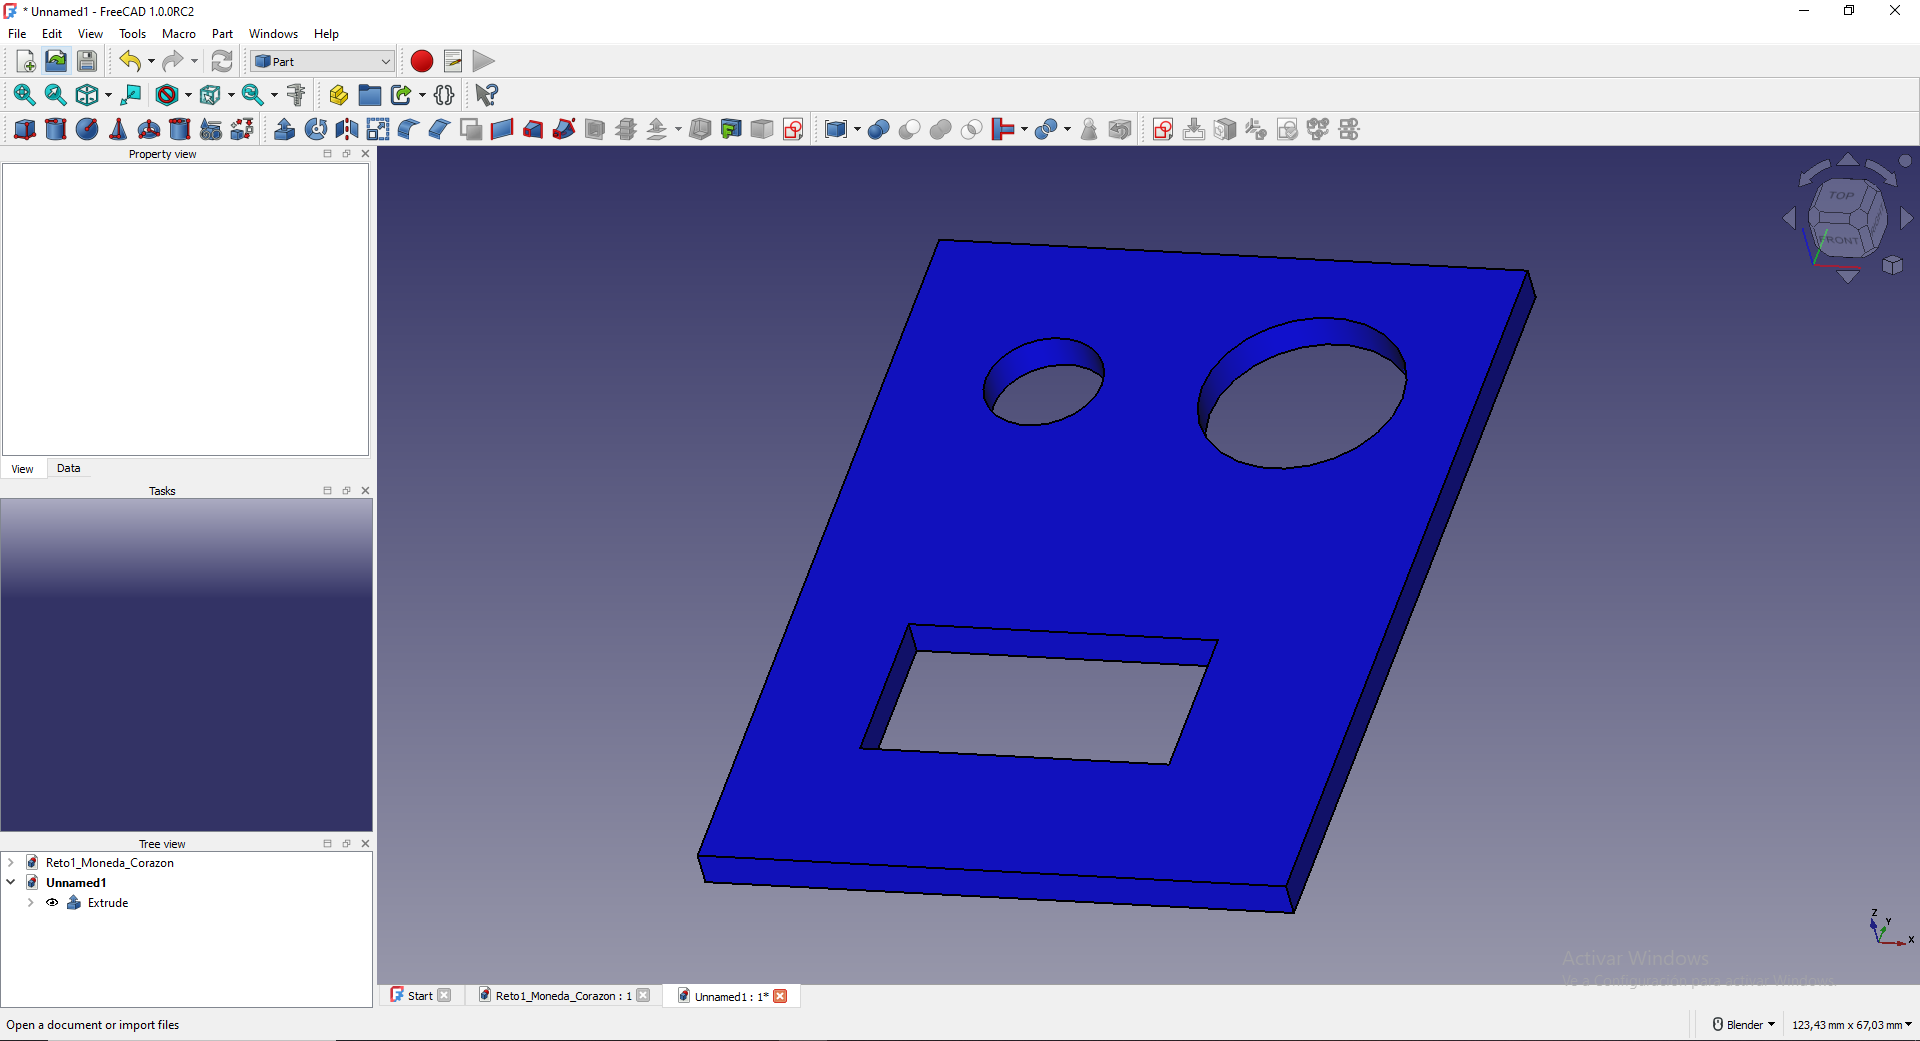 * Unnamed1 - FreeCAD 1.0.0RC2
File Edit View Tools Macro Part Windows Help
Part
Property view
View Data
Tasks
Tree view
Reto1_Moneda_Corazon
Unnamed1
Extrude
TOP
FRONT
Z
Y
X
Activar Windows
Ve a Configuración para activar Windows.
Start Reto1_Moneda_Corazon : 1 Unnamed1 : 1*
Open a document or import files
Blender 123,43 mm x 67,03 mm